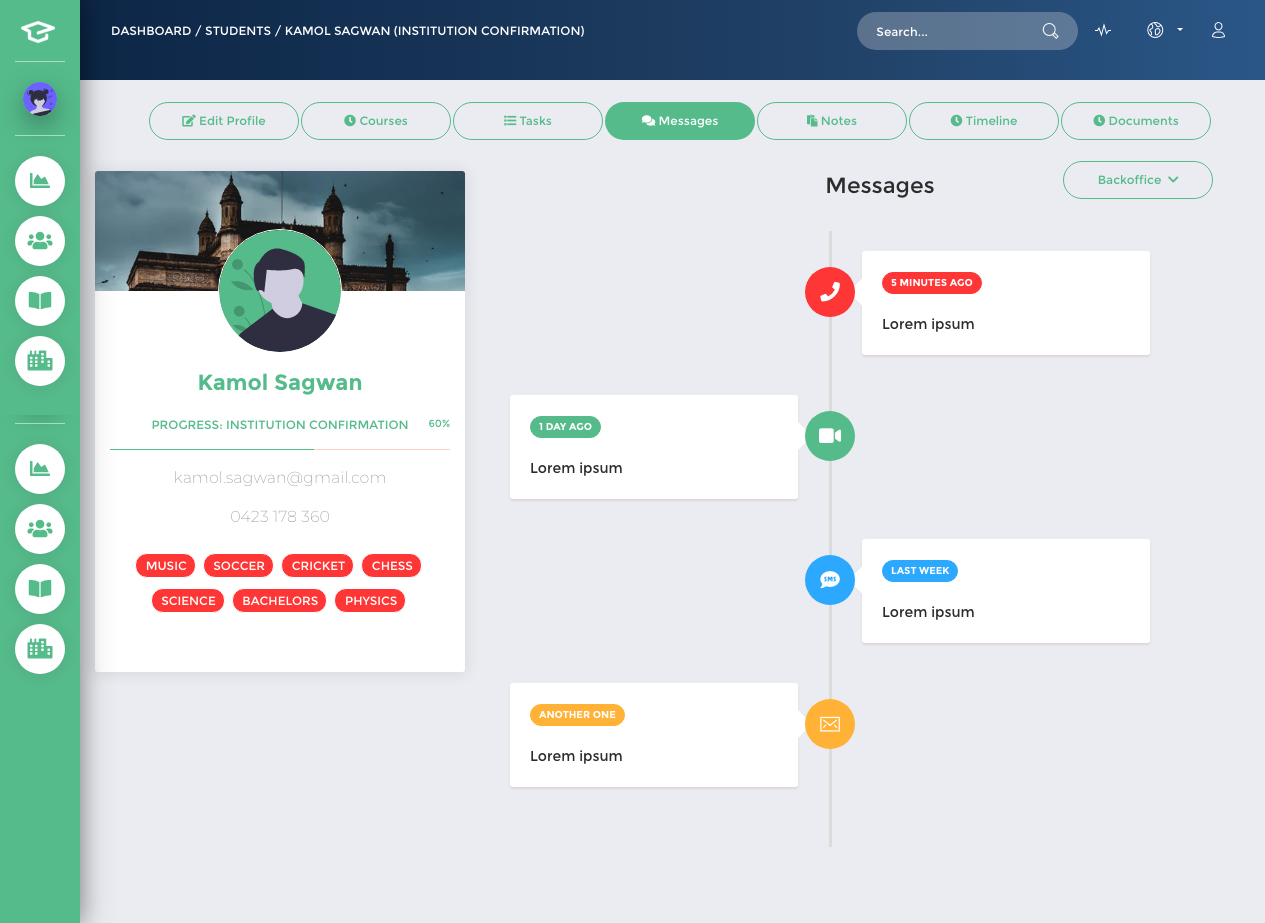 DASHBOARD / STUDENTS / KAMOL SAGWAN (INSTITUTION CONFIRMATION)
Search...
Edit Profile
Courses
Tasks
Messages
Notes
Timeline
Documents
Messages
Backoffice
Kamol Sagwan
PROGRESS: INSTITUTION CONFIRMATION 60%
kamol.sagwan@gmail.com
0423 178 360
MUSIC SOCCER CRICKET CHESS
SCIENCE BACHELORS PHYSICS
5 MINUTES AGO
Lorem ipsum
1 DAY AGO
Lorem ipsum
SMS
LAST WEEK
Lorem ipsum
ANOTHER ONE
Lorem ipsum